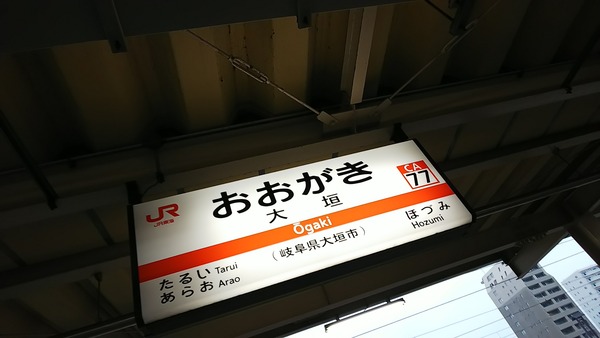 JR
JR東海
おおがき
CA
77
大垣
Ōgaki
（岐阜県大垣市）
たるい Tarui
あらお Arao
ほづみ
Hozumi